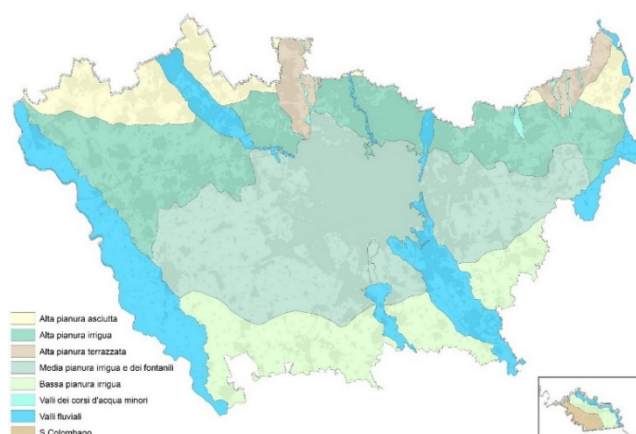 Alta pianura asciutta
Alta pianura irrigua
Alta pianura terrazzata
Media pianura irrigua e dei fontanili
Bassa pianura irrigua
Valli dei corsi d'acqua minori
Valli fluviali
S.Colombano